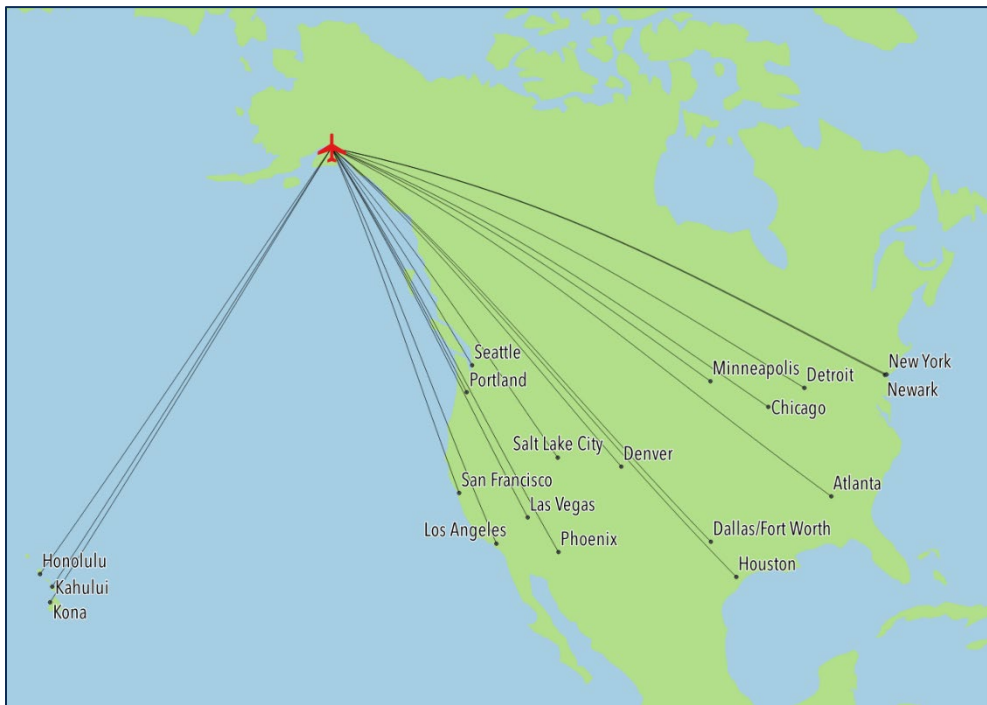 Seattle
New York
Minneapolis
Portland
Detroit
Newark
Chicago
Salt Lake City
Denver
San Francisco
Atlanta
Las Vegas
Los Angeles
Dallas/Fort Worth
Phoenix
Honolulu
Houston
Kahului
Kona